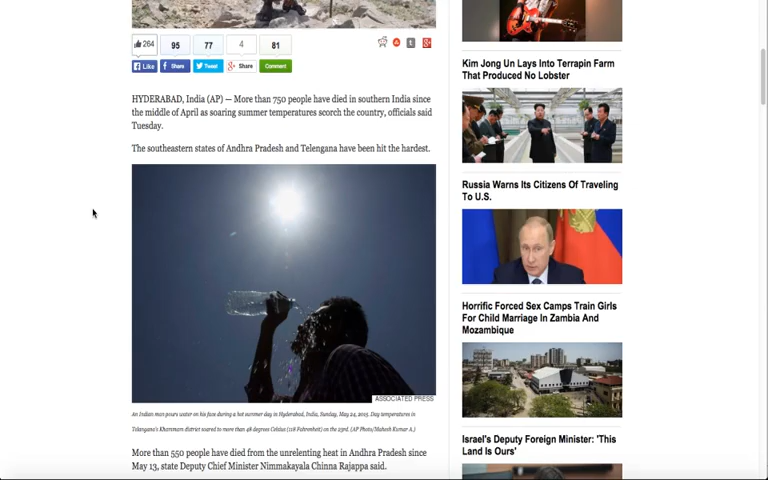 264
95
77
4
81
Like
Share
Tweet
Share
Comment
HYDERABAD, India (AP) — More than 750 people have died in southern India since
the middle of April as soaring summer temperatures scorch the country, officials said
Tuesday.
The southeastern states of Andhra Pradesh and Telengana have been hit the hardest.
ASSOCIATED PRESS
An Indian man pours water on his face during a hot summer day in Hyderabad, India, Sunday, May 24, 2015. Day temperatures in
Telangana's Khammam district soared to more than 48 degrees Celsius (118 Fahrenheit) on the 23rd. (AP Photo/Mahesh Kumar A.)
More than 550 people have died from the unrelenting heat in Andhra Pradesh since
May 13, state Deputy Chief Minister Nimmakayala Chinna Rajappa said.
Kim Jong Un Lays Into Terrapin Farm
That Produced No Lobster
Russia Warns Its Citizens Of Traveling
To U.S.
Horrific Forced Sex Camps Train Girls
For Child Marriage In Zambia And
Mozambique
Israel's Deputy Foreign Minister: 'This
Land Is Ours'